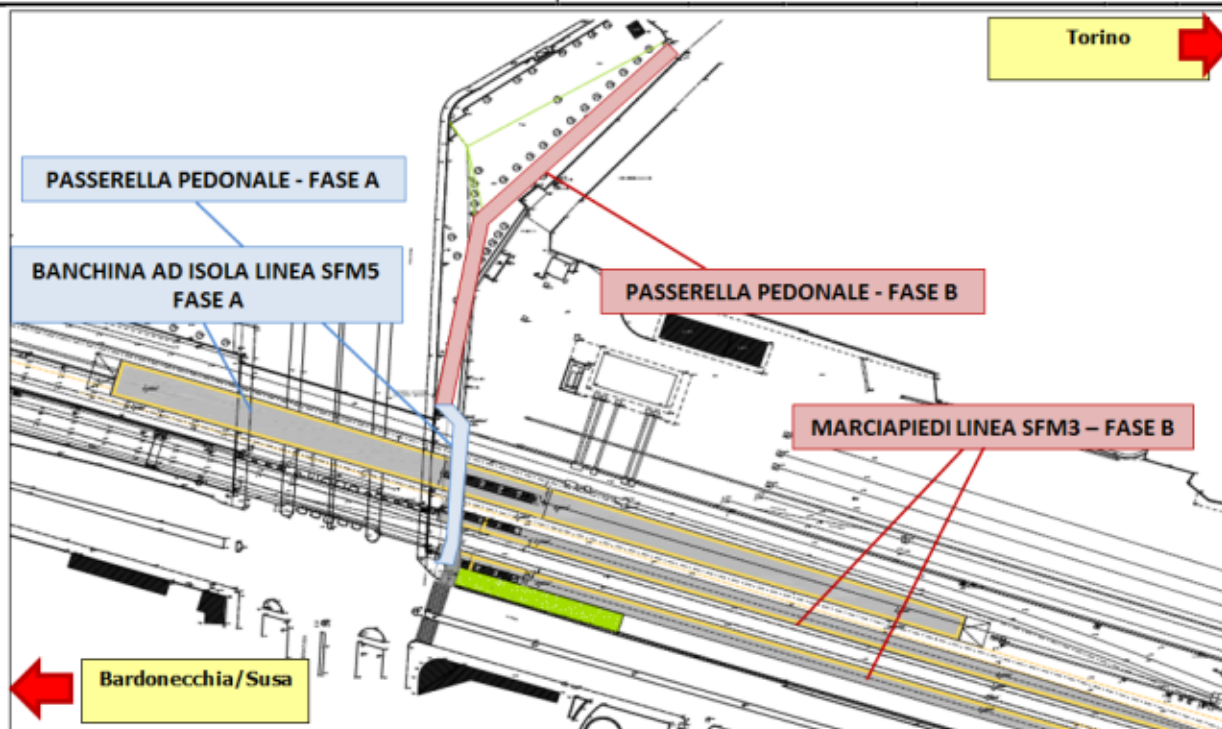 Torino
PASSERELLA PEDONALE - FASE A
BANCHINA AD ISOLA LINEA SFM5
FASE A
PASSERELLA PEDONALE - FASE B
MARCIAPIEDI LINEA SFM3 – FASE B
Bardonecchia/Susa